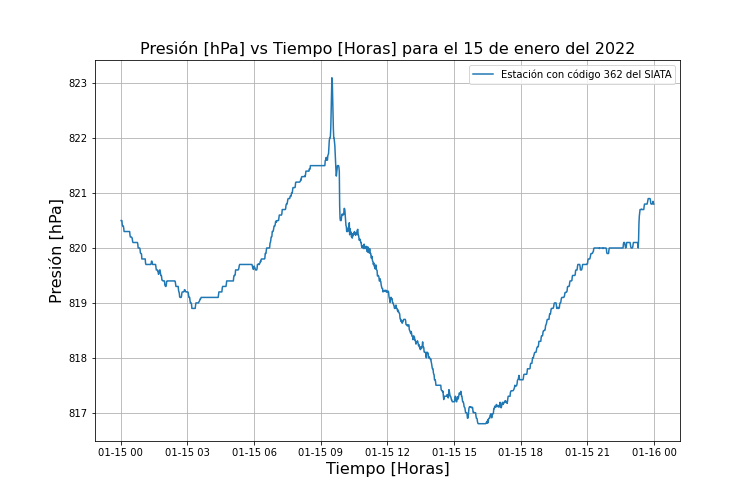 Presión [hPa] vs Tiempo [Horas] para el 15 de enero del 2022
Estación con código 362 del SIATA
823
822
821
820
819
818
817
Presión [hPa]
01-15 00 01-15 03 01-15 06 01-15 09 01-15 12 01-15 15 01-15 18 01-15 21 01-16 00
Tiempo [Horas]